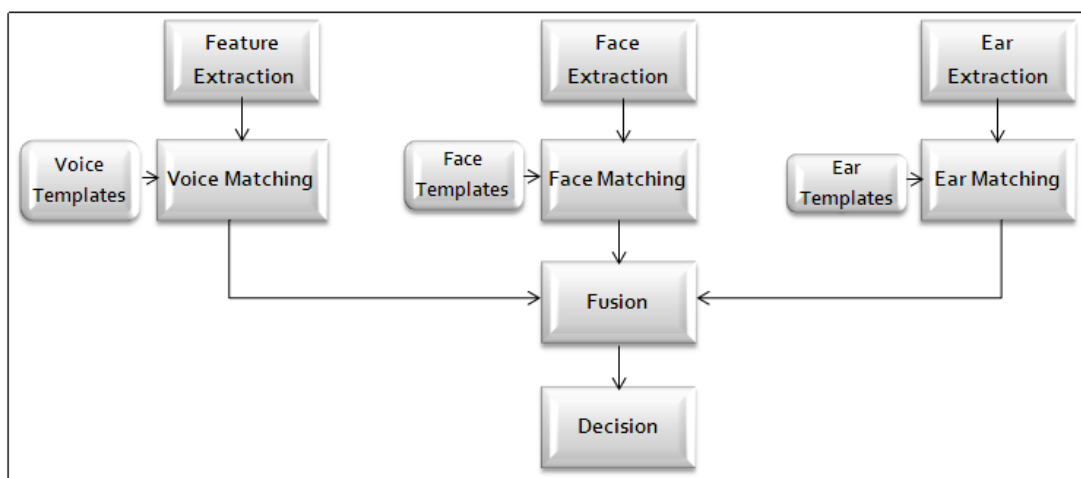 Feature
Extraction
Face
Extraction
Ear
Extraction
Voice
Templates
Voice Matching
Face
Templates
Face Matching
Ear
Templates
Ear Matching
Fusion
Decision